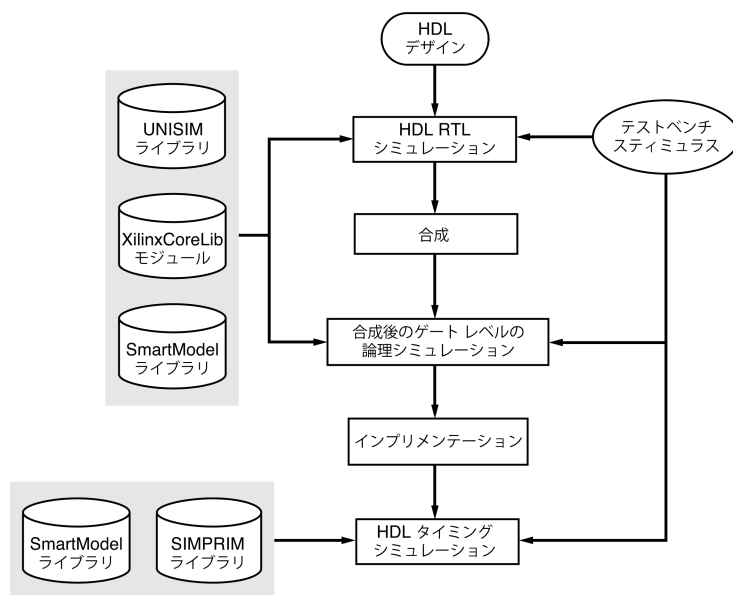 HDL
デザイン
UNISIM
ライブラリ
HDL RTL
シミュレーション
テストベンチ
スティミュラス
XilinxCoreLib
モジュール
合成
SmartModel
ライブラリ
合成後のゲート レベルの
論理シミュレーション
インプリメンテーション
SmartModel
ライブラリ
SIMPRIM
ライブラリ
HDL タイミング
シミュレーション